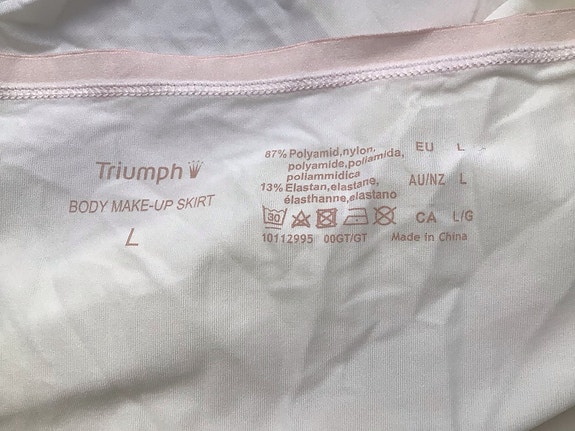 Triumph
BODY MAKE-UP SKIRT
L
87% Polyamid,nylon,
polyamide,poliamida,
poliammidica
13% Elastan,elastane,
élasthanne,elastano
30
10112995 00GT/GT Made in China
EU L
AU/NZ L
CA L/G